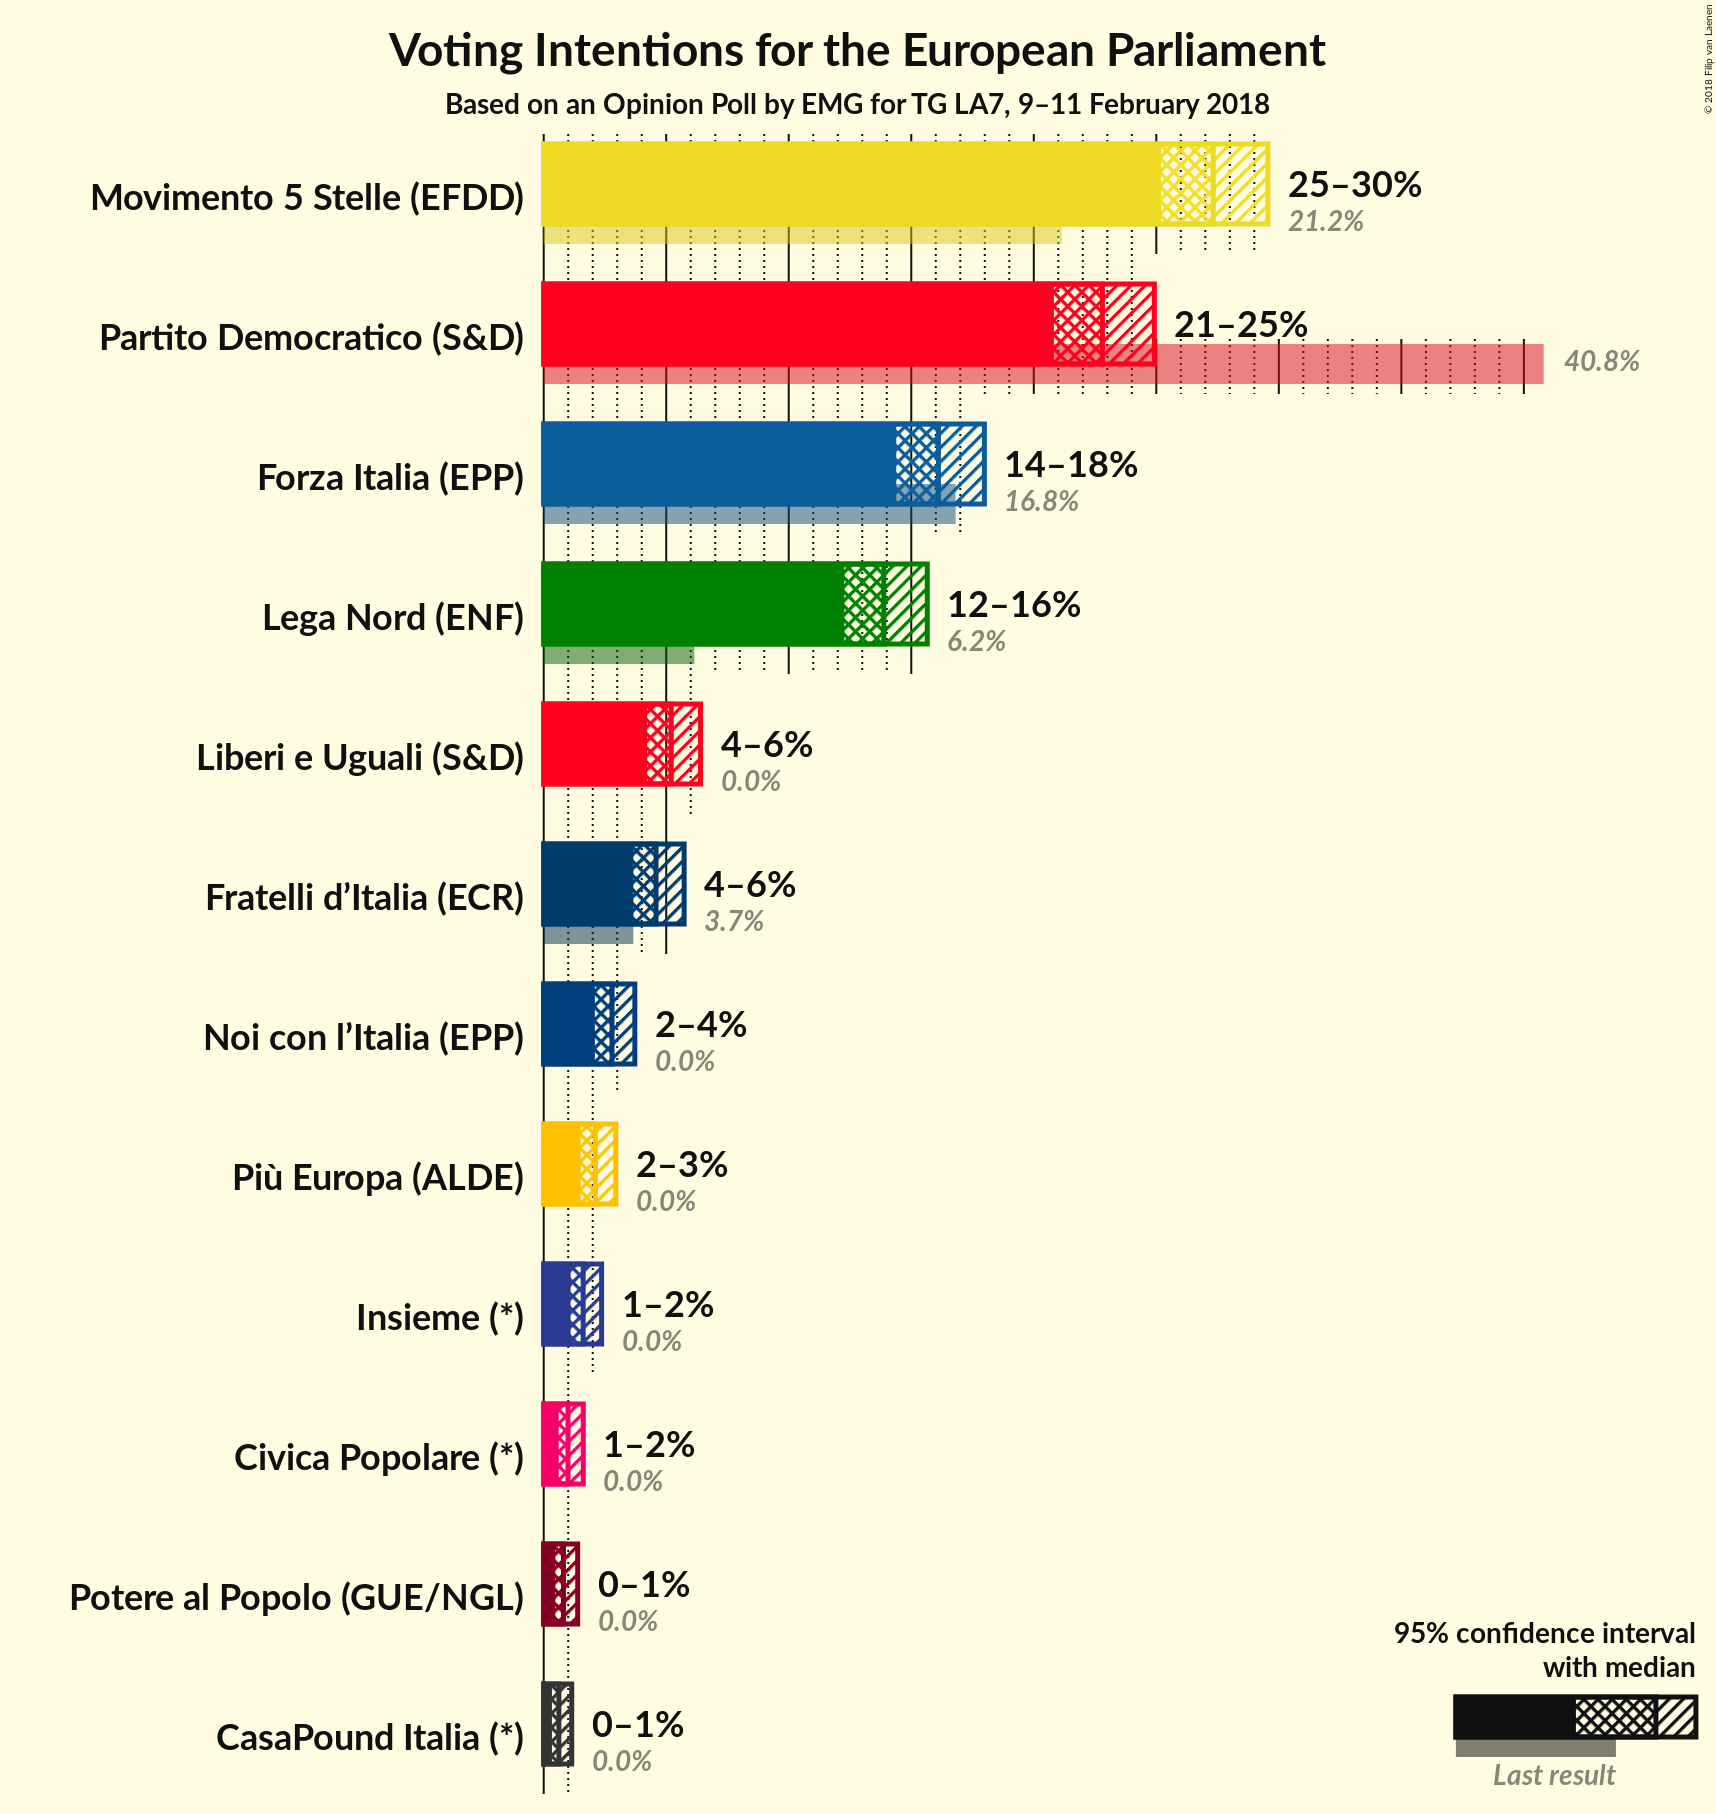 Voting Intentions for the European Parliament
Based on an Opinion Poll by EMG for TG LA7, 9–11 February 2018
© 2018 Filip van Laenen
Movimento 5 Stelle (EFDD)
25–30%
21.2%
Partito Democratico (S&D)
21–25%
40.8%
Forza Italia (EPP)
14–18%
16.8%
Lega Nord (ENF)
12–16%
6.2%
Liberi e Uguali (S&D)
4–6%
0.0%
Fratelli d’Italia (ECR)
4–6%
3.7%
Noi con l’Italia (EPP)
2–4%
0.0%
Più Europa (ALDE)
2–3%
0.0%
Insieme (*)
1–2%
0.0%
Civica Popolare (*)
1–2%
0.0%
Potere al Popolo (GUE/NGL)
0–1%
0.0%
CasaPound Italia (*)
0–1%
0.0%
95% confidence interval
with median
Last result